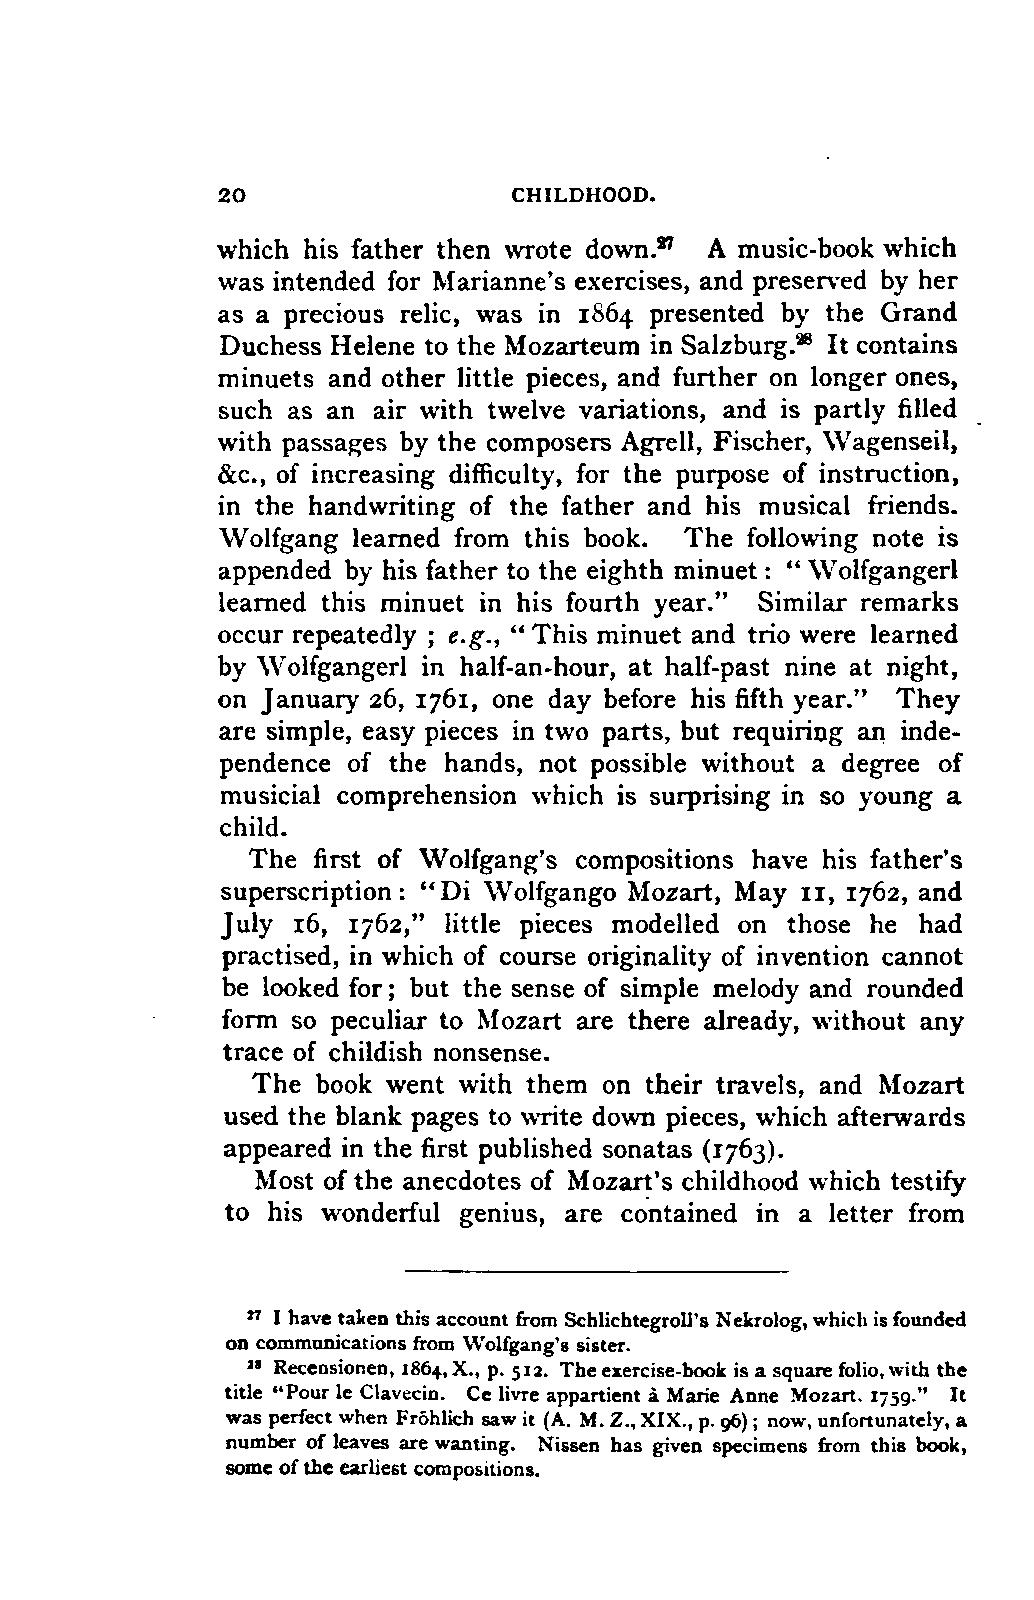 20 CHILDHOOD.
which his father then wrote down.²⁷ A music-book which
was intended for Marianne's exercises, and preserved by her
as a precious relic, was in 1864 presented by the Grand
Duchess Helene to the Mozarteum in Salzburg.²⁸ It contains
minuets and other little pieces, and further on longer ones,
such as an air with twelve variations, and is partly filled
with passages by the composers Agrell, Fischer, Wagenseil,
&c., of increasing difficulty, for the purpose of instruction,
in the handwriting of the father and his musical friends.
Wolfgang learned from this book. The following note is
appended by his father to the eighth minuet : “ Wolfgangerl
learned this minuet in his fourth year.” Similar remarks
occur repeatedly ; e.g., “ This minuet and trio were learned
by Wolfgangerl in half-an-hour, at half-past nine at night,
on January 26, 1761, one day before his fifth year.” They
are simple, easy pieces in two parts, but requiring an inde-
pendence of the hands, not possible without a degree of
musicial comprehension which is surprising in so young a
child.
The first of Wolfgang's compositions have his father's
superscription : “Di Wolfgango Mozart, May 11, 1762, and
July 16, 1762,” little pieces modelled on those he had
practised, in which of course originality of invention cannot
be looked for ; but the sense of simple melody and rounded
form so peculiar to Mozart are there already, without any
trace of childish nonsense.
The book went with them on their travels, and Mozart
used the blank pages to write down pieces, which afterwards
appeared in the first published sonatas (1763).
Most of the anecdotes of Mozart's childhood which testify
to his wonderful genius, are contained in a letter from
²⁷ I have taken this account from Schlichtegroll's Nekrolog, which is founded
on communications from Wolfgang's sister.
²⁸ Recensionen, 1864, X., p. 512. The exercise-book is a square folio, with the
title “Pour le Clavecin. Ce livre appartient à Marie Anne Mozart. 1759.” It
was perfect when Fröhlich saw it (A. M. Z., XIX., p. 96) ; now, unfortunately, a
number of leaves are wanting. Nissen has given specimens from this book,
some of the earliest compositions.